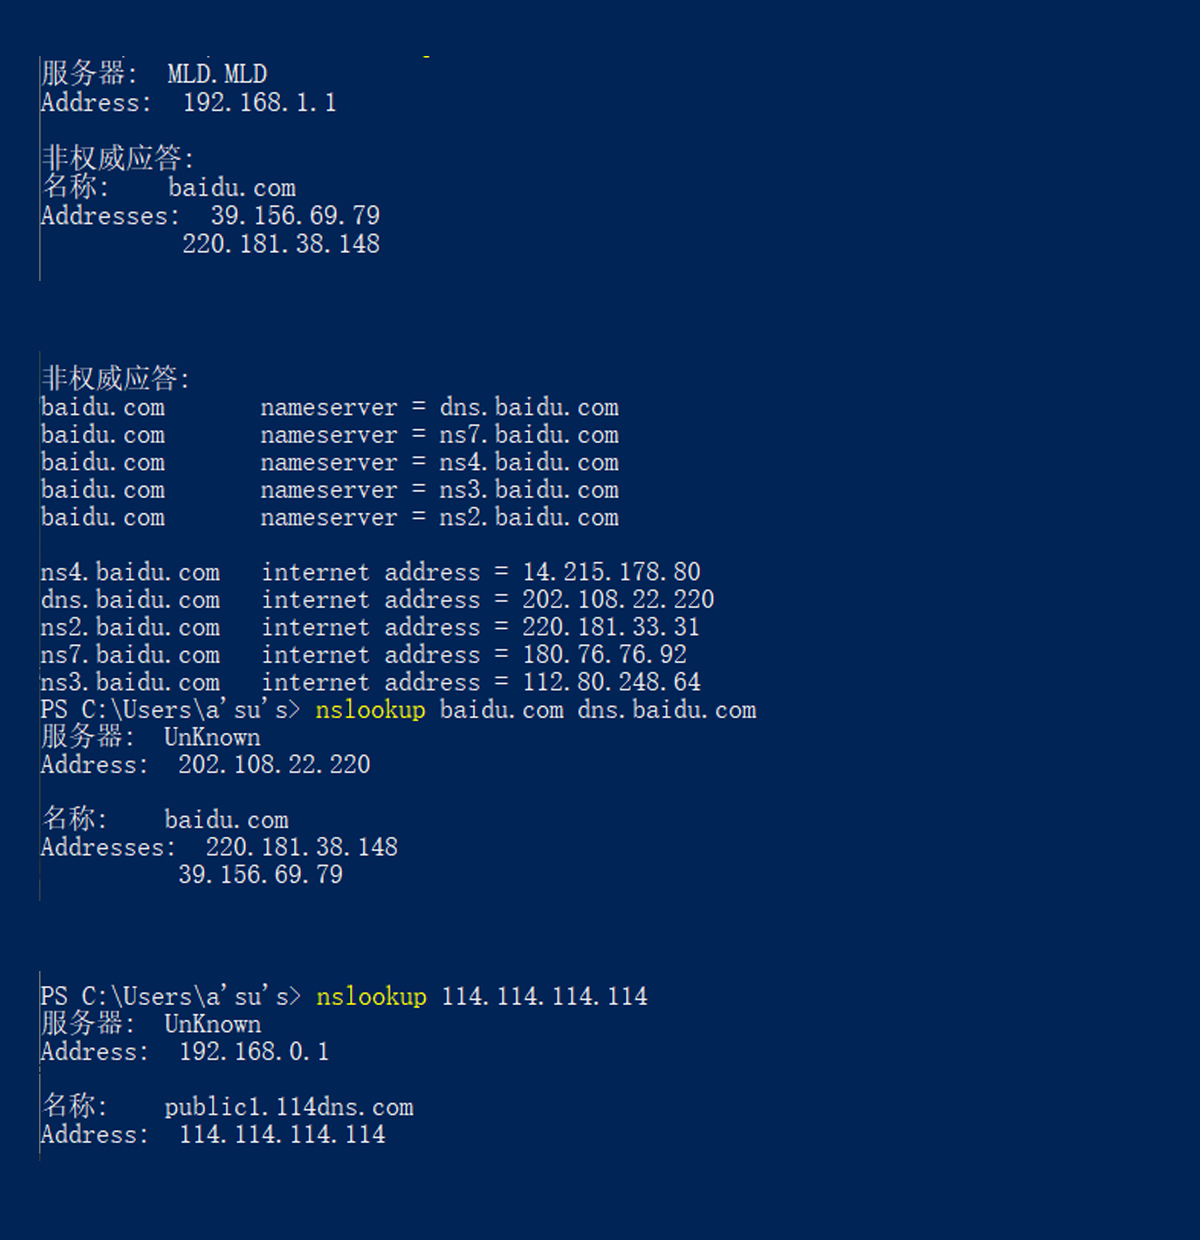 服务器:  MLD.MLD
Address:  192.168.1.1
非权威应答:
名称:    baidu.com
Addresses:  39.156.69.79
220.181.38.148
非权威应答:
baidu.com       nameserver = dns.baidu.com
baidu.com       nameserver = ns7.baidu.com
baidu.com       nameserver = ns4.baidu.com
baidu.com       nameserver = ns3.baidu.com
baidu.com       nameserver = ns2.baidu.com
ns4.baidu.com   internet address = 14.215.178.80
dns.baidu.com   internet address = 202.108.22.220
ns2.baidu.com   internet address = 220.181.33.31
ns7.baidu.com   internet address = 180.76.76.92
ns3.baidu.com   internet address = 112.80.248.64
PS C:\Users\a'su's> nslookup baidu.com dns.baidu.com
服务器:  UnKnown
Address:  202.108.22.220
名称:    baidu.com
Addresses:  220.181.38.148
39.156.69.79
PS C:\Users\a'su's> nslookup 114.114.114.114
服务器:  UnKnown
Address:  192.168.0.1
名称:    public1.114dns.com
Address:  114.114.114.114